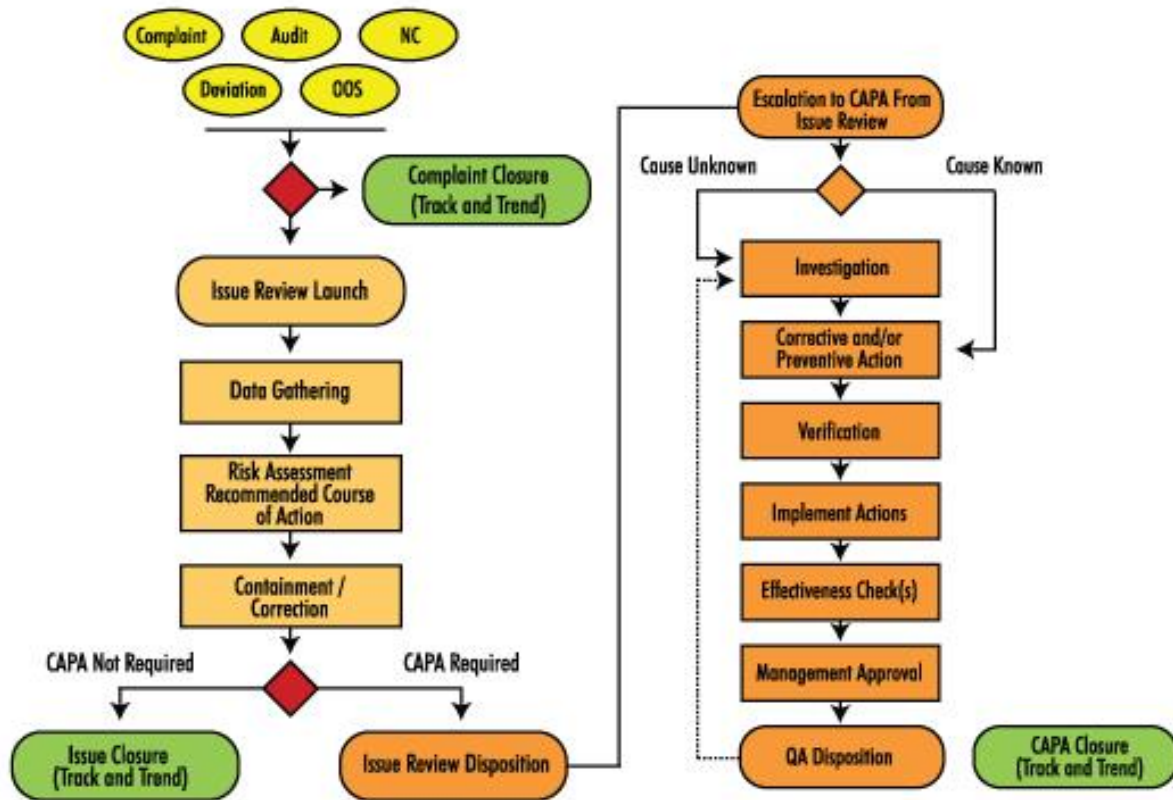 Complaint
Audit
NC
Deviation
OOS
Complaint Closure
(Track and Trend)
Issue Review Launch
Data Gathering
Risk Assessment
Recommended Course
of Action
Containment /
Correction
CAPA Not Required
CAPA Required
Issue Closure
(Track and Trend)
Issue Review Disposition
Escalation to CAPA From
Issue Review
Cause Unknown
Cause Known
Investigation
Corrective and/or
Preventive Action
Verification
Implement Actions
Effectiveness Check(s)
Management Approval
QA Disposition
CAPA Closure
(Track and Trend)